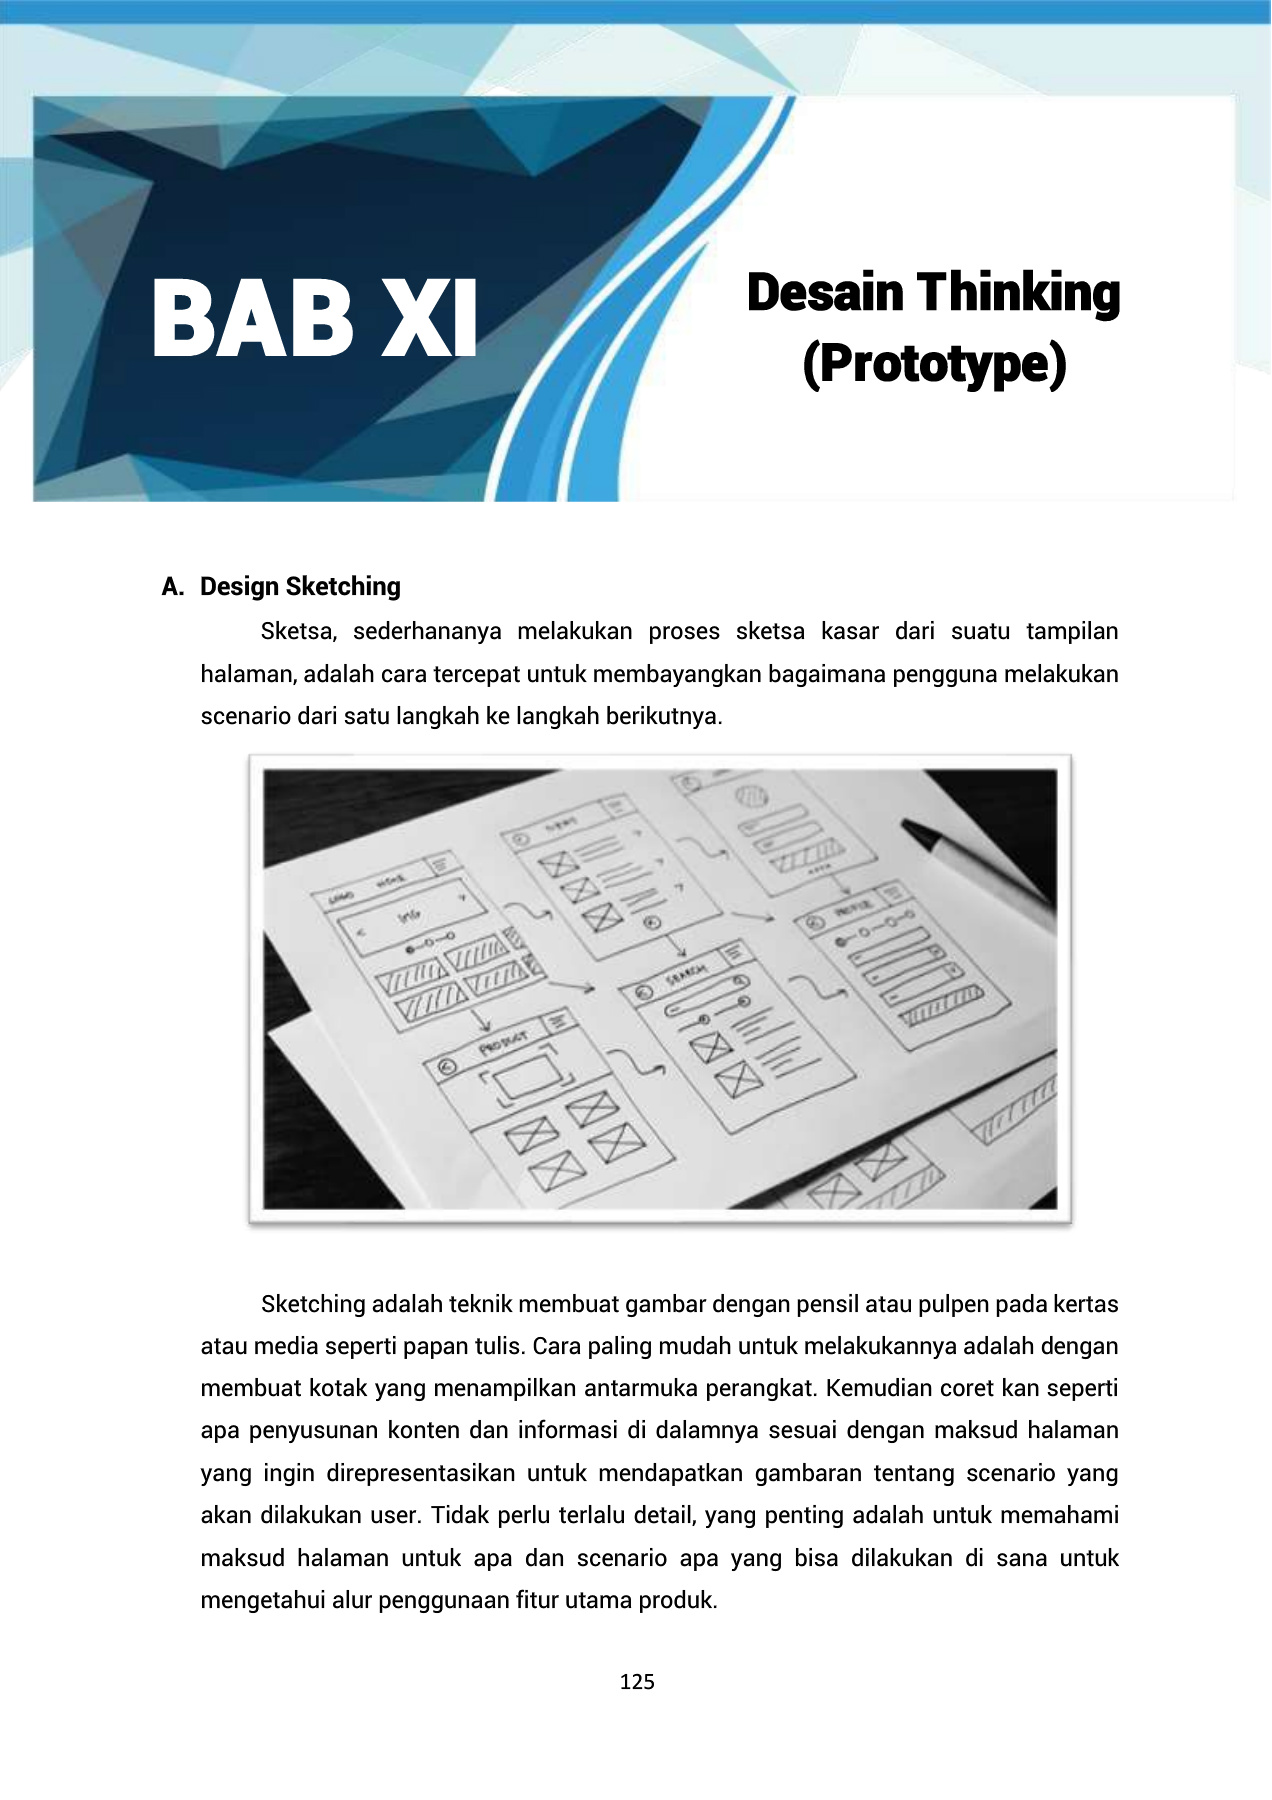 BAB XI
Desain Thinking
(Prototype)
A. Design Sketching
Sketsa, sederhananya melakukan proses sketsa kasar dari suatu tampilan
halaman, adalah cara tercepat untuk membayangkan bagaimana pengguna melakukan
scenario dari satu langkah ke langkah berikutnya.
LOGO HOME
IMG
PRODUCT
SEARCH
PROFILE
Sketching adalah teknik membuat gambar dengan pensil atau pulpen pada kertas
atau media seperti papan tulis. Cara paling mudah untuk melakukannya adalah dengan
membuat kotak yang menampilkan antarmuka perangkat. Kemudian coret kan seperti
apa penyusunan konten dan informasi di dalamnya sesuai dengan maksud halaman
yang ingin direpresentasikan untuk mendapatkan gambaran tentang scenario yang
akan dilakukan user. Tidak perlu terlalu detail, yang penting adalah untuk memahami
maksud halaman untuk apa dan scenario apa yang bisa dilakukan di sana untuk
mengetahui alur penggunaan fitur utama produk.
125